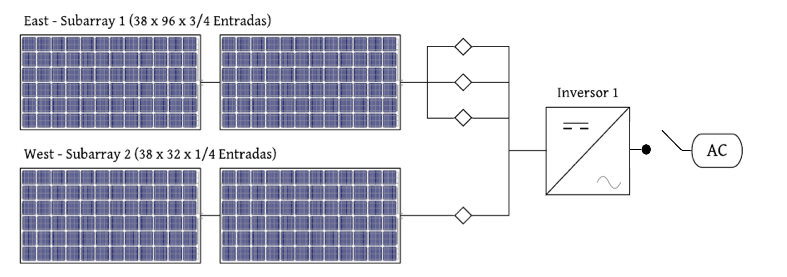 East - Subarray 1 (38 x 96 x 3/4 Entradas)
Inversor 1
West - Subarray 2 (38 x 32 x 1/4 Entradas)
AC